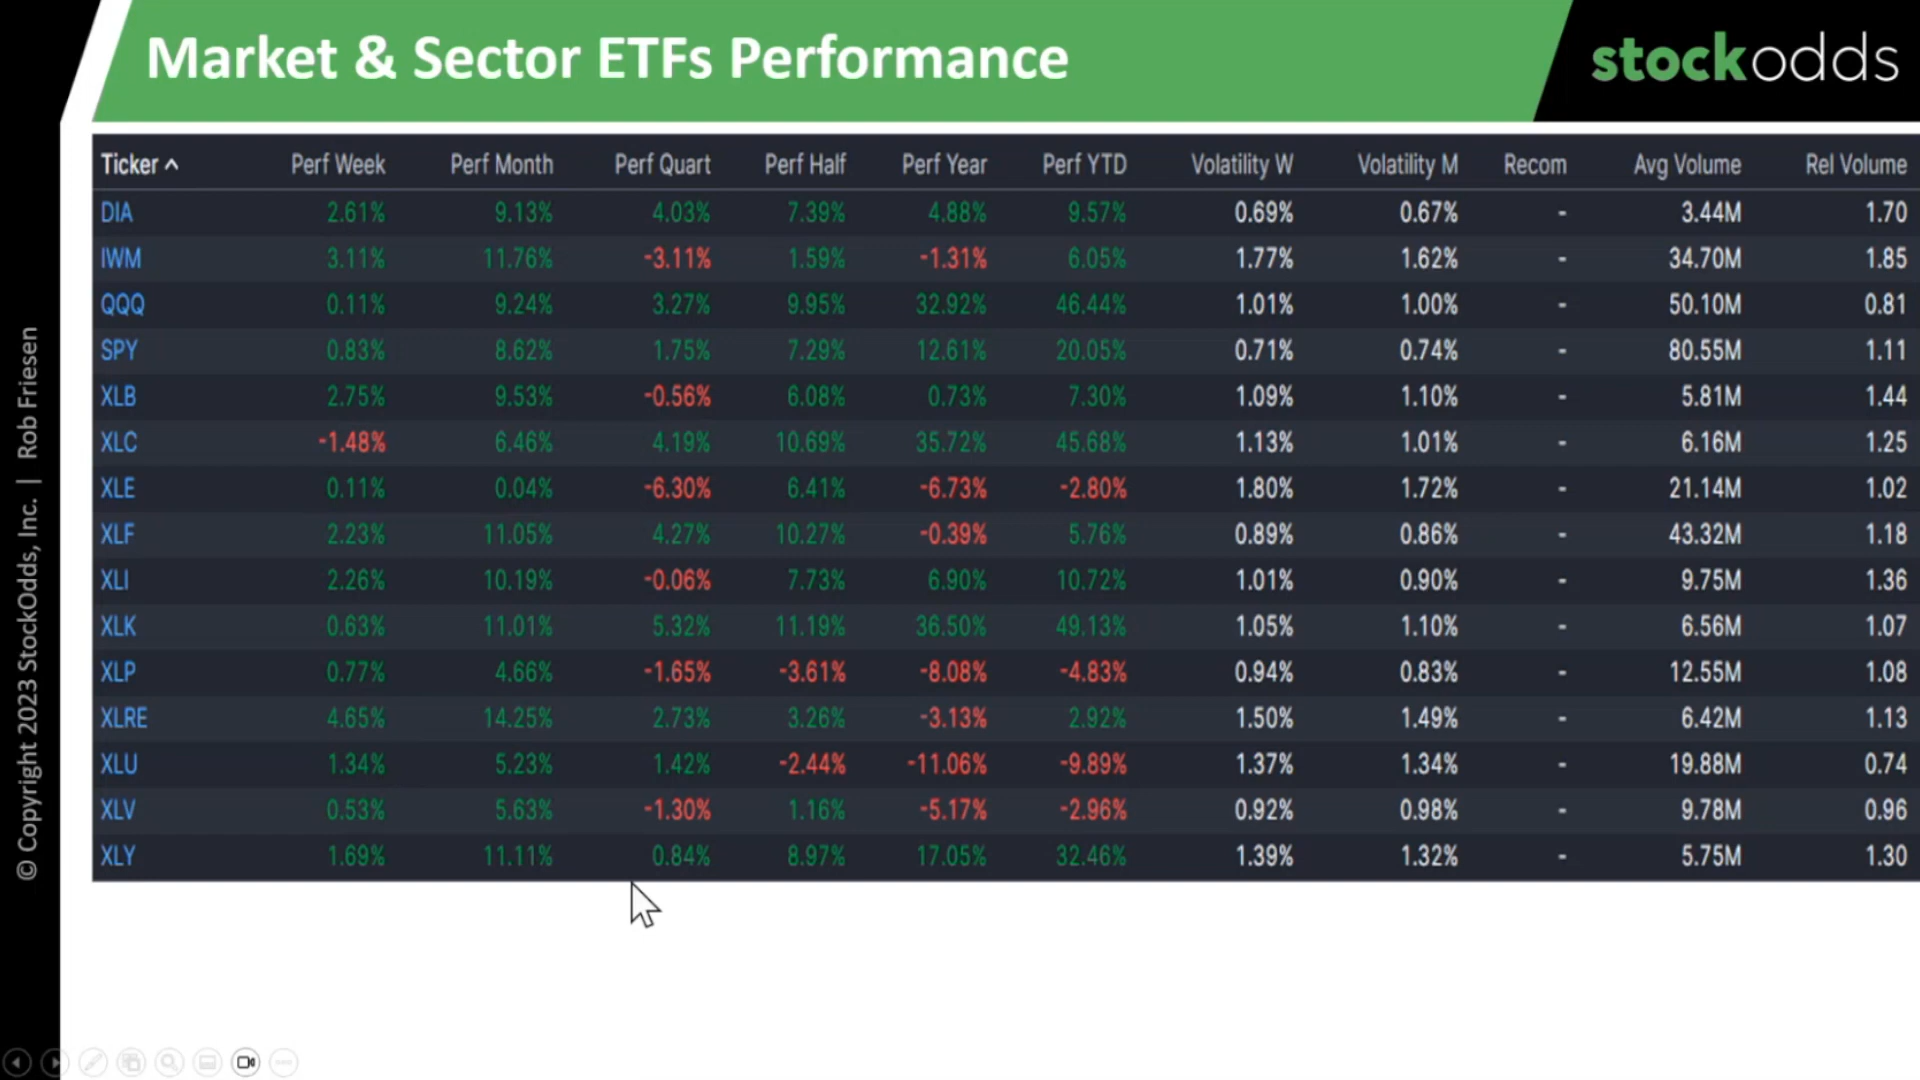 Market & Sector ETFs Performance
stockodds
Ticker Perf Week Perf Month Perf Quart Perf Half Perf Year Perf YTD Volatility W Volatility M Recom Avg Volume Rel Volume
DIA 2.61% 9.13% 4.03% 7.39% 4.88% 9.57% 0.69% 0.67% - 3.44M 1.70
IWM 3.11% 11.76% -3.11% 1.59% -1.31% 6.05% 1.77% 1.62% - 34.70M 1.85
QQQ 0.11% 9.24% 3.27% 9.95% 32.92% 46.44% 1.01% 1.00% - 50.10M 0.81
SPY 0.83% 8.62% 1.75% 7.29% 12.61% 20.05% 0.71% 0.74% - 80.55M 1.11
XLB 2.75% 9.53% -0.56% 6.08% 0.73% 7.30% 1.09% 1.10% - 5.81M 1.44
XLC -1.48% 6.46% 4.19% 10.69% 35.72% 45.68% 1.13% 1.01% - 6.16M 1.25
XLE 0.11% 0.04% -6.30% 6.41% -6.73% -2.80% 1.80% 1.72% - 21.14M 1.02
XLF 2.23% 11.05% 4.27% 10.27% -0.39% 5.76% 0.89% 0.86% - 43.32M 1.18
XLI 2.26% 10.19% -0.06% 7.73% 6.90% 10.72% 1.01% 0.90% - 9.75M 1.36
XLK 0.63% 11.01% 5.32% 11.19% 36.50% 49.13% 1.05% 1.10% - 6.56M 1.07
XLP 0.77% 4.66% -1.65% -3.61% -8.08% -4.83% 0.94% 0.83% - 12.55M 1.08
XLRE 4.65% 14.25% 2.73% 3.26% -3.13% 2.92% 1.50% 1.49% - 6.42M 1.13
XLU 1.34% 5.23% 1.42% -2.44% -11.06% -9.89% 1.37% 1.34% - 19.88M 0.74
XLV 0.53% 5.63% -1.30% 1.16% -5.17% -2.96% 0.92% 0.98% - 9.78M 0.96
XLY 1.69% 11.11% 0.84% 8.97% 17.05% 32.46% 1.39% 1.32% - 5.75M 1.30
© Copyright 2023 StockOdds, Inc. | Rob Friesen